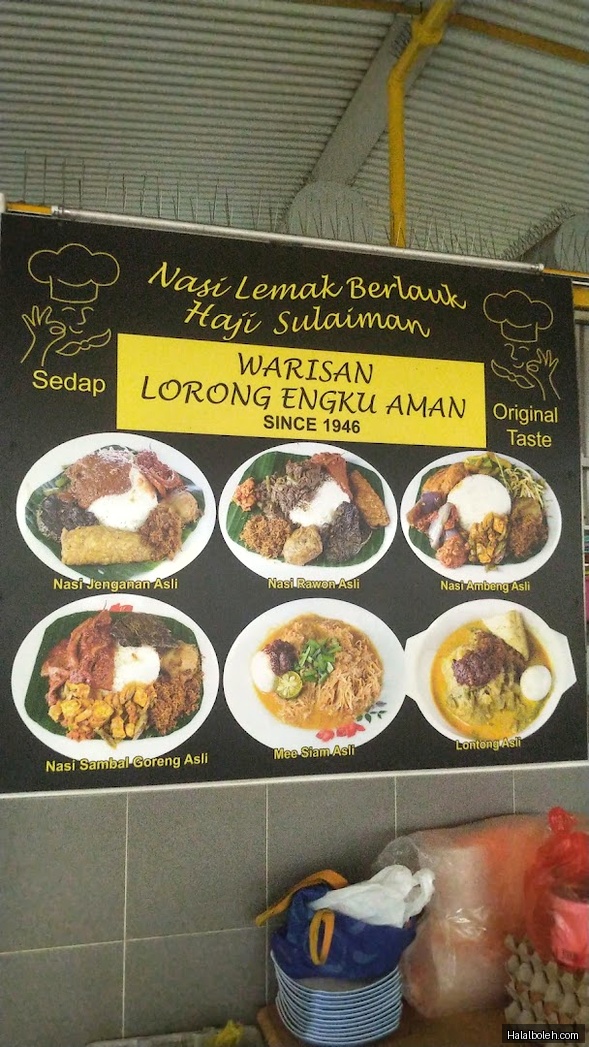 Nasi Lemak Berlauk
Haji Sulaiman
Sedap
WARISAN
LORONG ENGKU AMAN
SINCE 1946
Original
Taste
Nasi Jenganan Asli
Nasi Rawon Asli
Nasi Ambeng Asli
Nasi Sambal Goreng Asli
Mee Siam Asli
Lontong Asli
Halalboleh.com